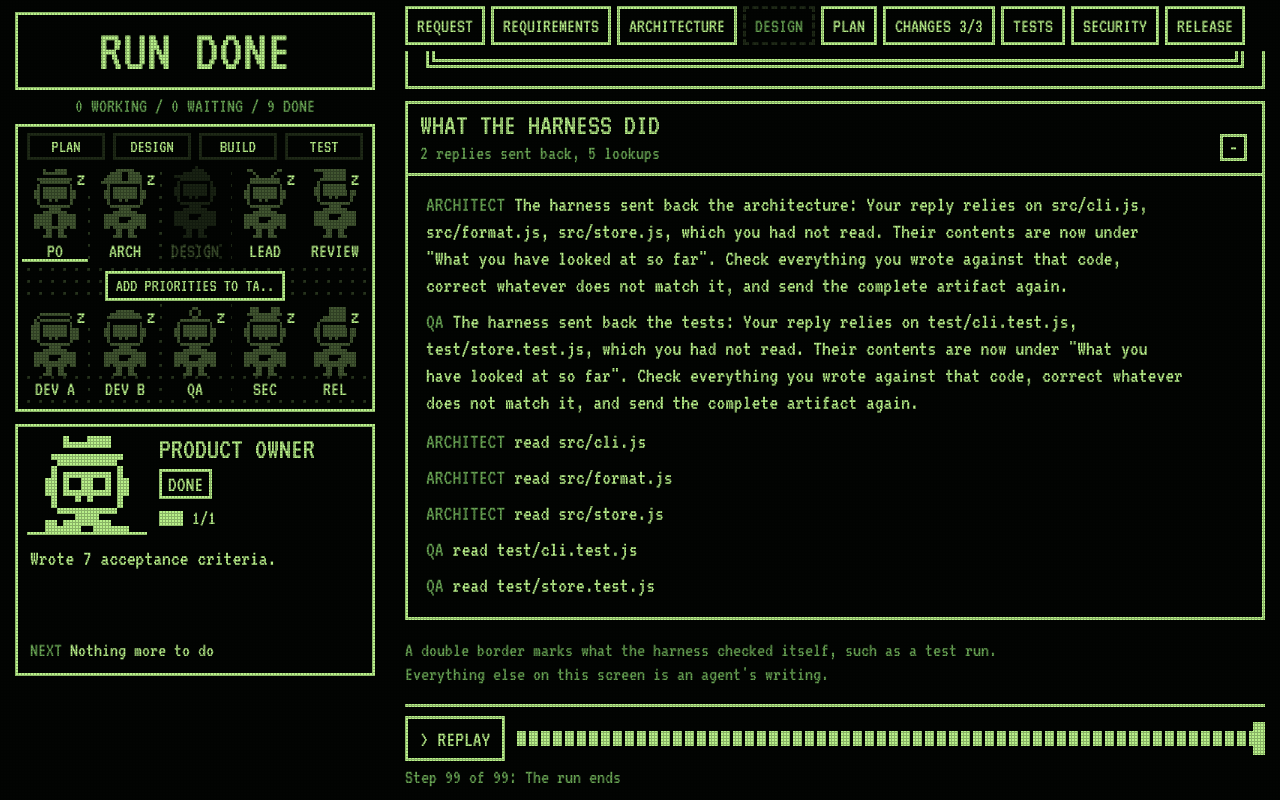 RUN DONE
0 WORKING / 0 WAITING / 9 DONE
PLAN DESIGN BUILD TEST
Z Z Z Z
PO ARCH DESIGN LEAD REVIEW
ADD PRIORITIES TO TA..
Z Z Z Z Z
DEV A DEV B QA SEC REL
PRODUCT OWNER
DONE
1/1
Wrote 7 acceptance criteria.
NEXT Nothing more to do
REQUEST REQUIREMENTS ARCHITECTURE DESIGN PLAN CHANGES 3/3 TESTS SECURITY RELEASE
WHAT THE HARNESS DID
2 replies sent back, 5 lookups
-
ARCHITECT The harness sent back the architecture: Your reply relies on src/cli.js,
src/format.js, src/store.js, which you had not read. Their contents are now under
"What you have looked at so far". Check everything you wrote against that code,
correct whatever does not match it, and send the complete artifact again.
QA The harness sent back the tests: Your reply relies on test/cli.test.js,
test/store.test.js, which you had not read. Their contents are now under "What you
have looked at so far". Check everything you wrote against that code, correct whatever
does not match it, and send the complete artifact again.
ARCHITECT read src/cli.js
ARCHITECT read src/format.js
ARCHITECT read src/store.js
QA read test/cli.test.js
QA read test/store.test.js
A double border marks what the harness checked itself, such as a test run.
Everything else on this screen is an agent's writing.
> REPLAY
Step 99 of 99: The run ends